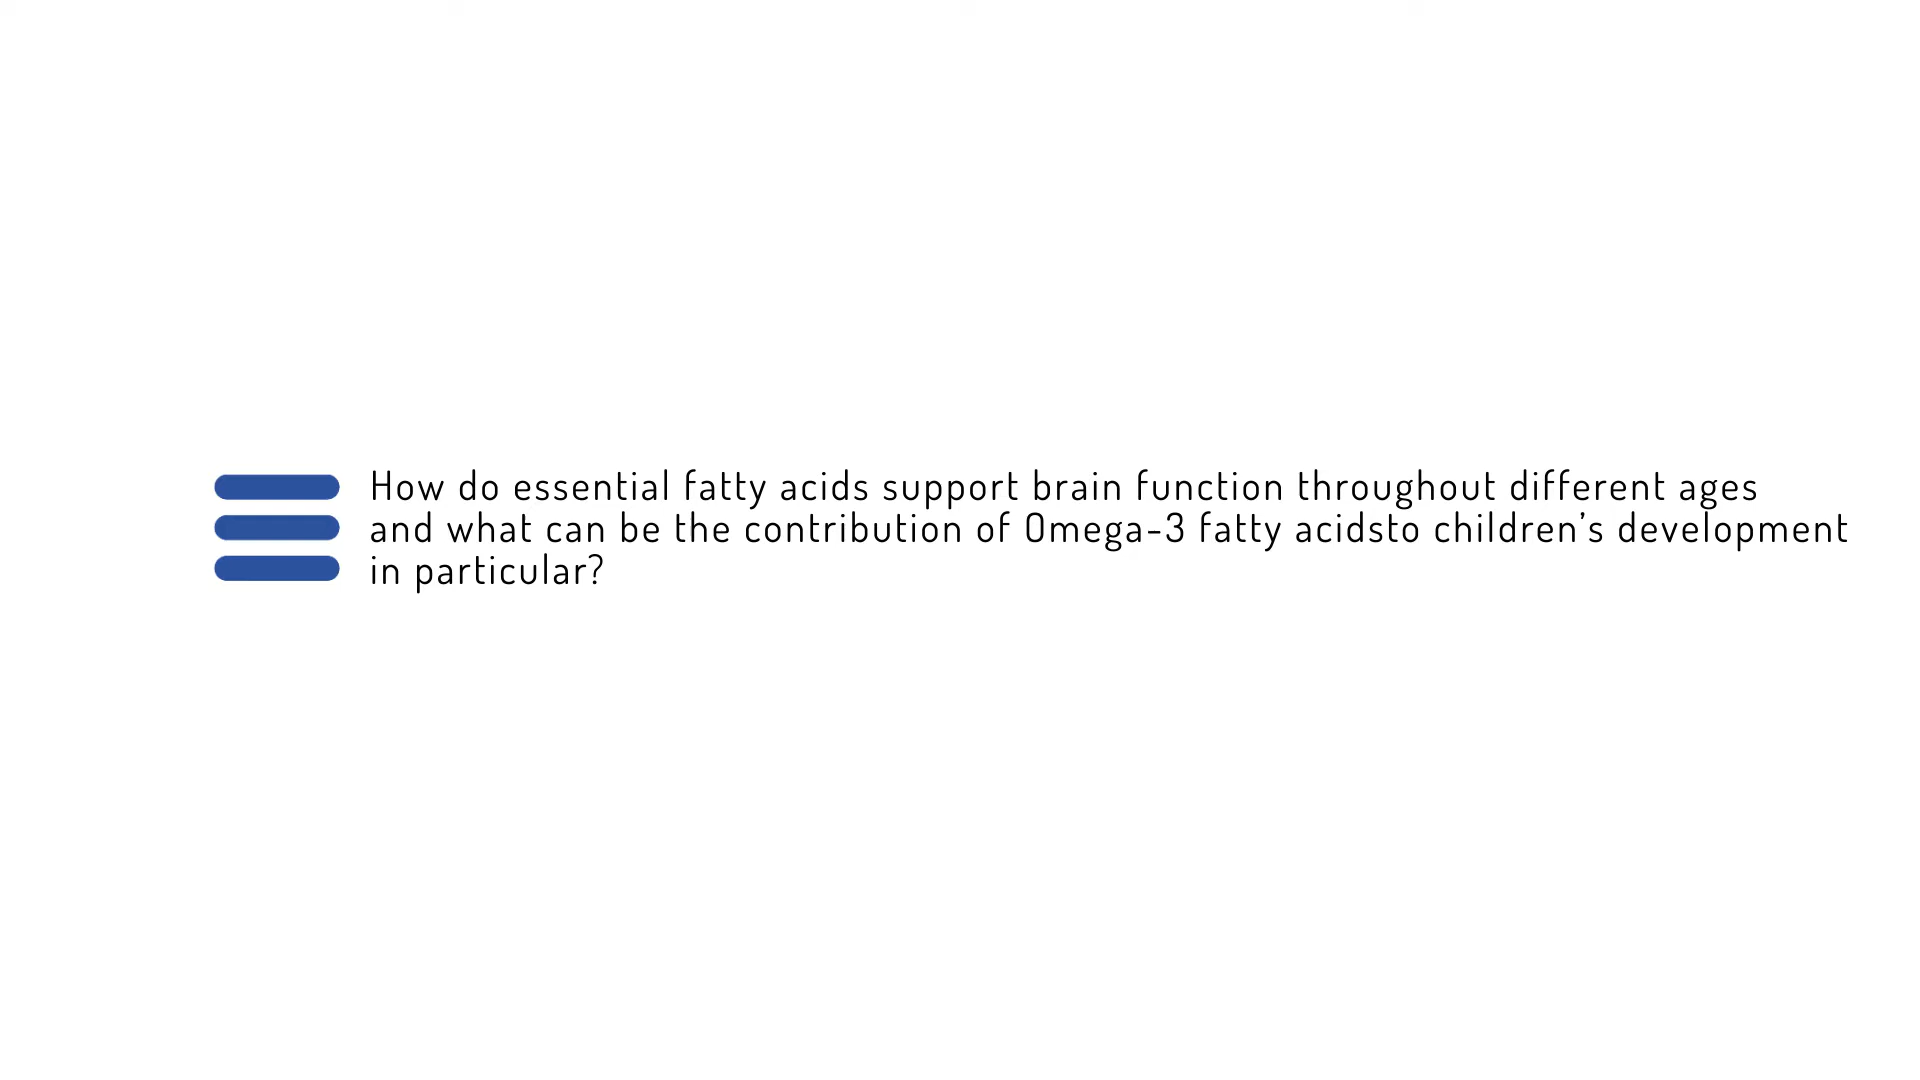 How do essential fatty acids support brain function throughout different ages
and what can be the contribution of Omega-3 fatty acidsto children’s development
in particular?